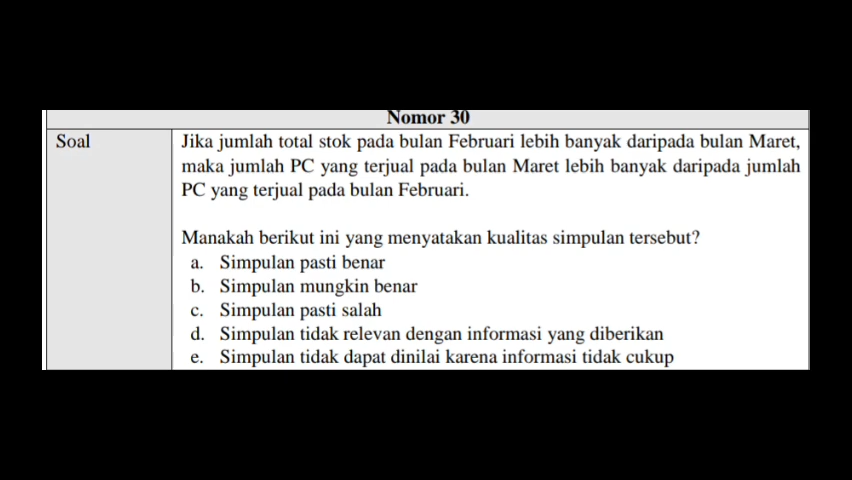 Nomor 30
Soal
Jika jumlah total stok pada bulan Februari lebih banyak daripada bulan Maret,
maka jumlah PC yang terjual pada bulan Maret lebih banyak daripada jumlah
PC yang terjual pada bulan Februari.
Manakah berikut ini yang menyatakan kualitas simpulan tersebut?
a. Simpulan pasti benar
b. Simpulan mungkin benar
c. Simpulan pasti salah
d. Simpulan tidak relevan dengan informasi yang diberikan
e. Simpulan tidak dapat dinilai karena informasi tidak cukup